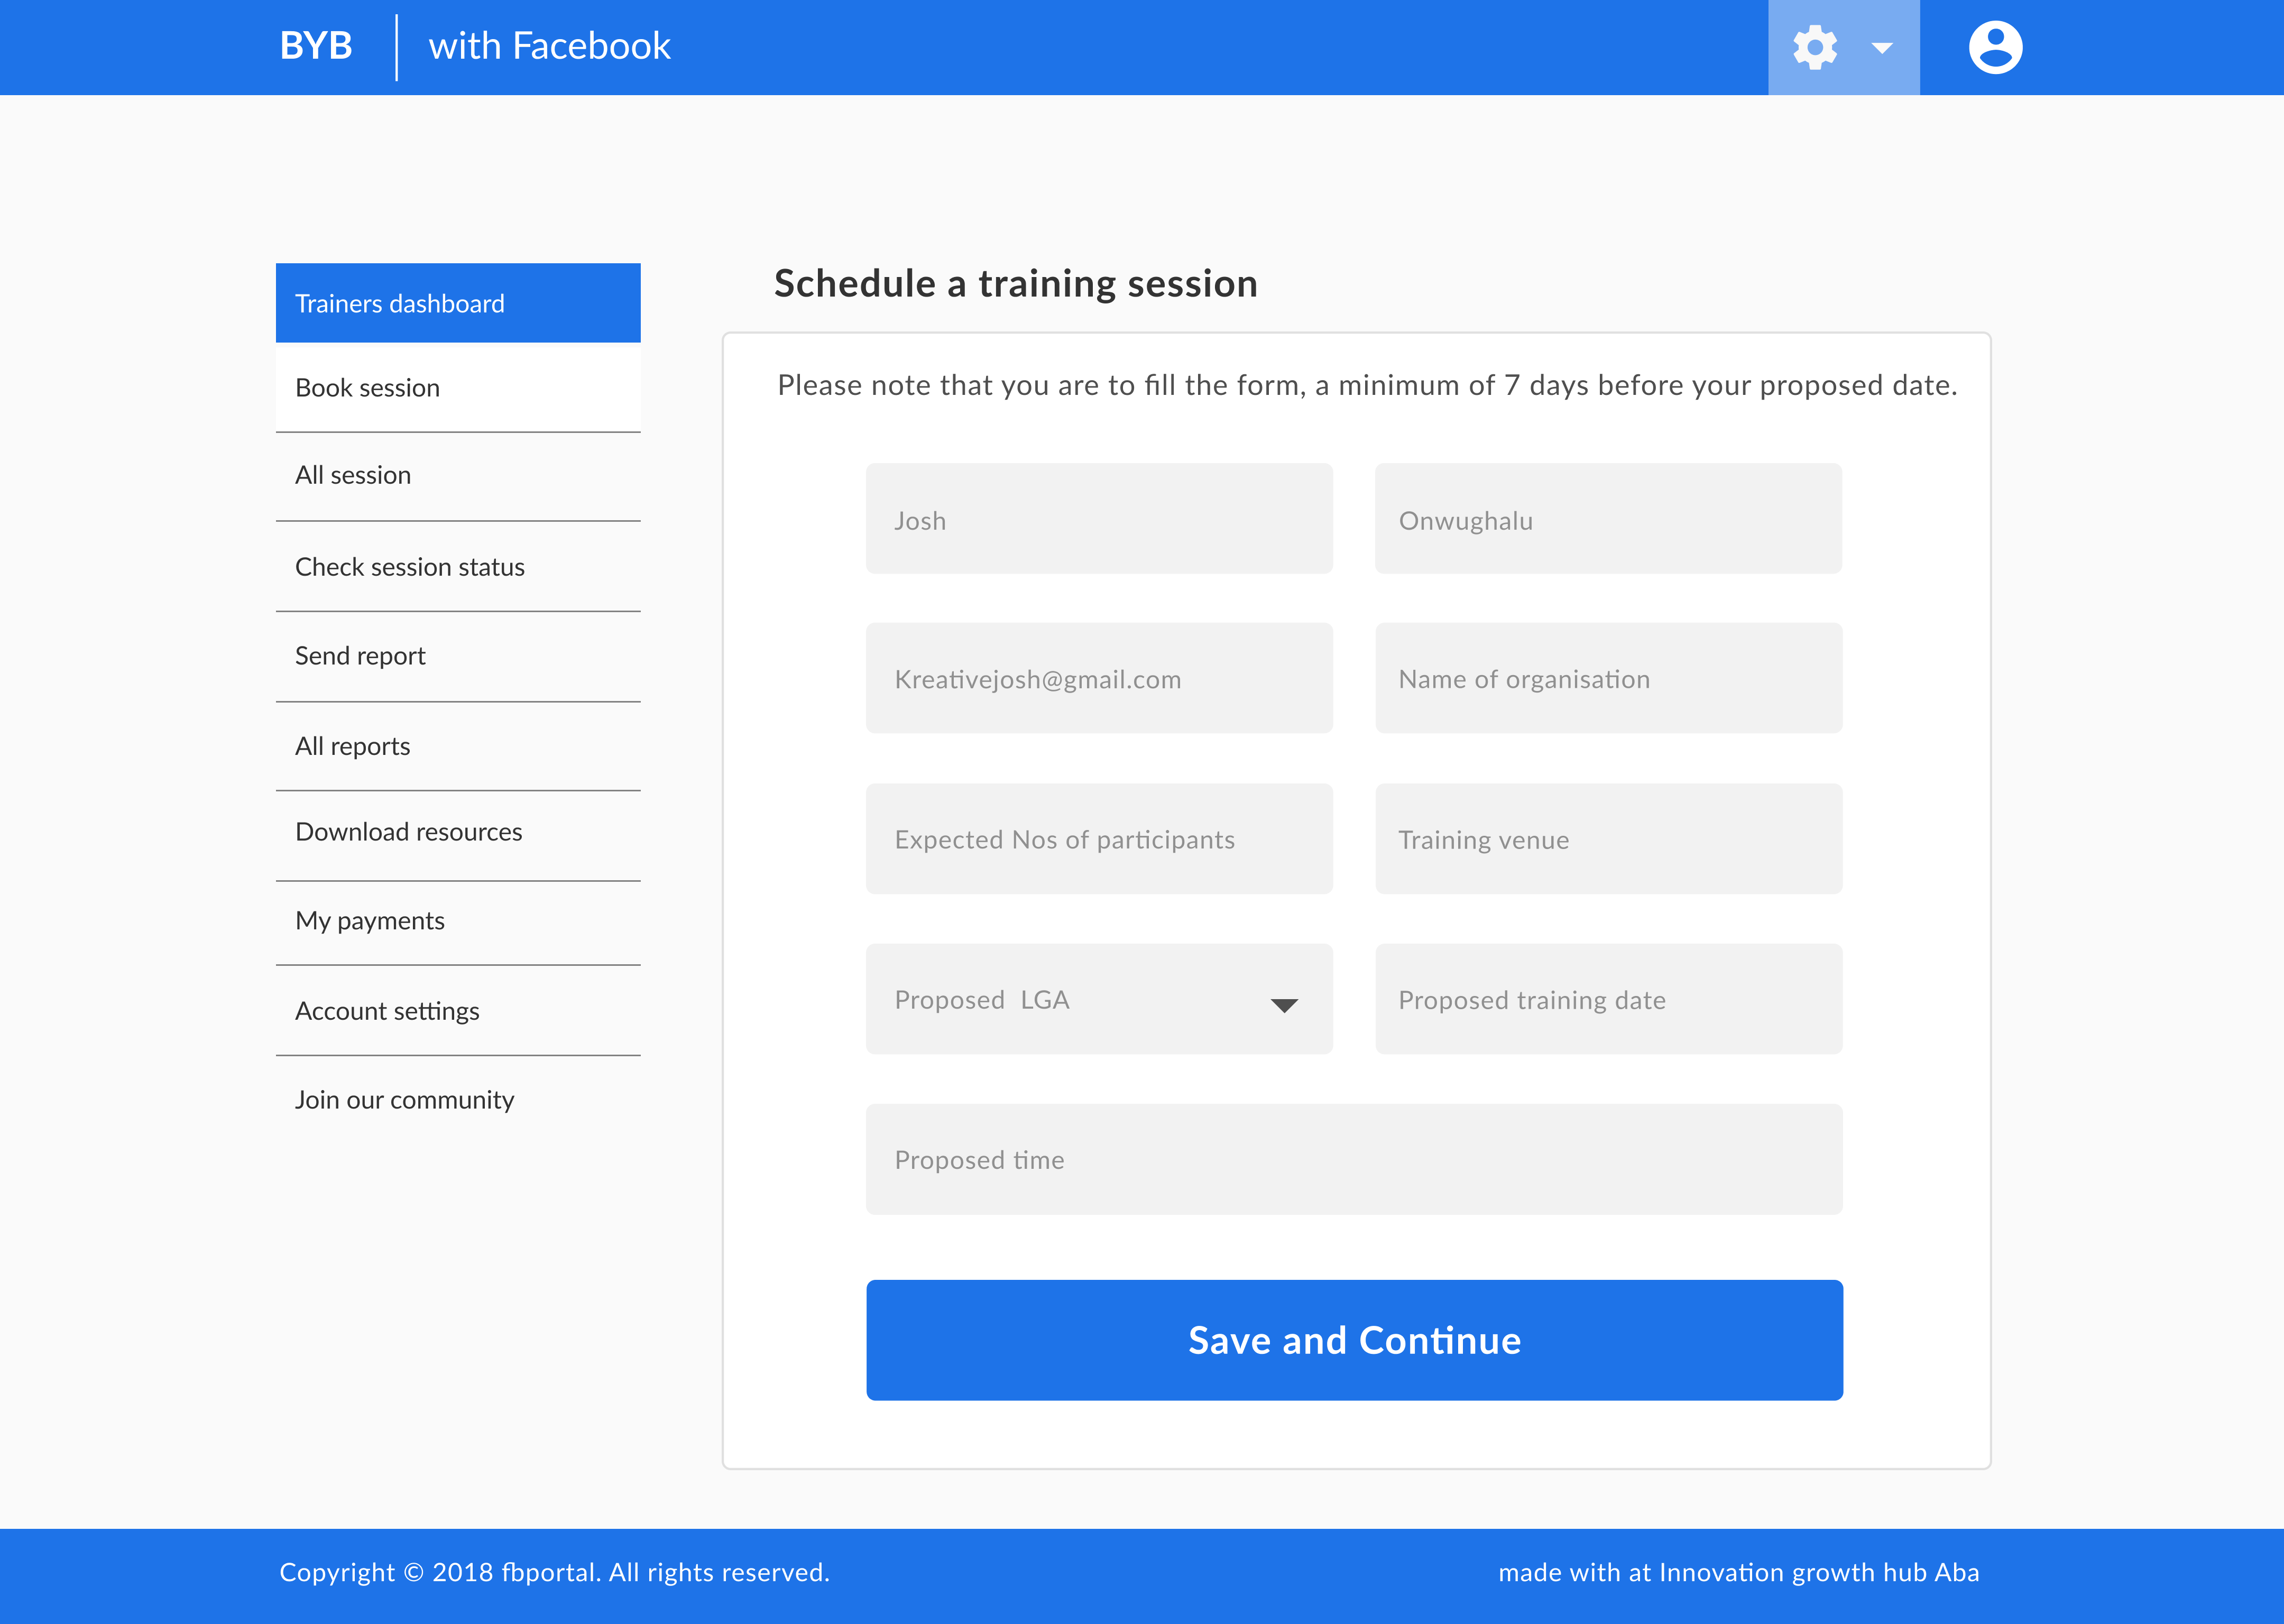 BYB with Facebook
Trainers dashboard
Book session
All session
Check session status
Send report
All reports
Download resources
My payments
Account settings
Join our community
Schedule a training session
Please note that you are to fill the form, a minimum of 7 days before your proposed date.
Josh
Onwughalu
Kreativejosh@gmail.com
Name of organisation
Expected Nos of participants
Training venue
Proposed  LGA
Proposed training date
Proposed time
Save and Continue
Copyright © 2018 fbportal. All rights reserved.
made with at Innovation growth hub Aba